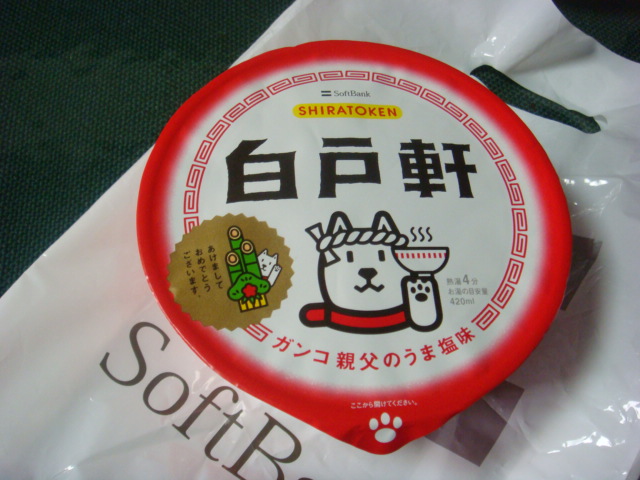 SoftBank
SHIRATOKEN
白戸軒
あけまして
おめでとう
ございます。
熱湯4分
お湯の目安量
420ml
ガンコ親父のうま塩味
ここから開けてください。
SoftBa